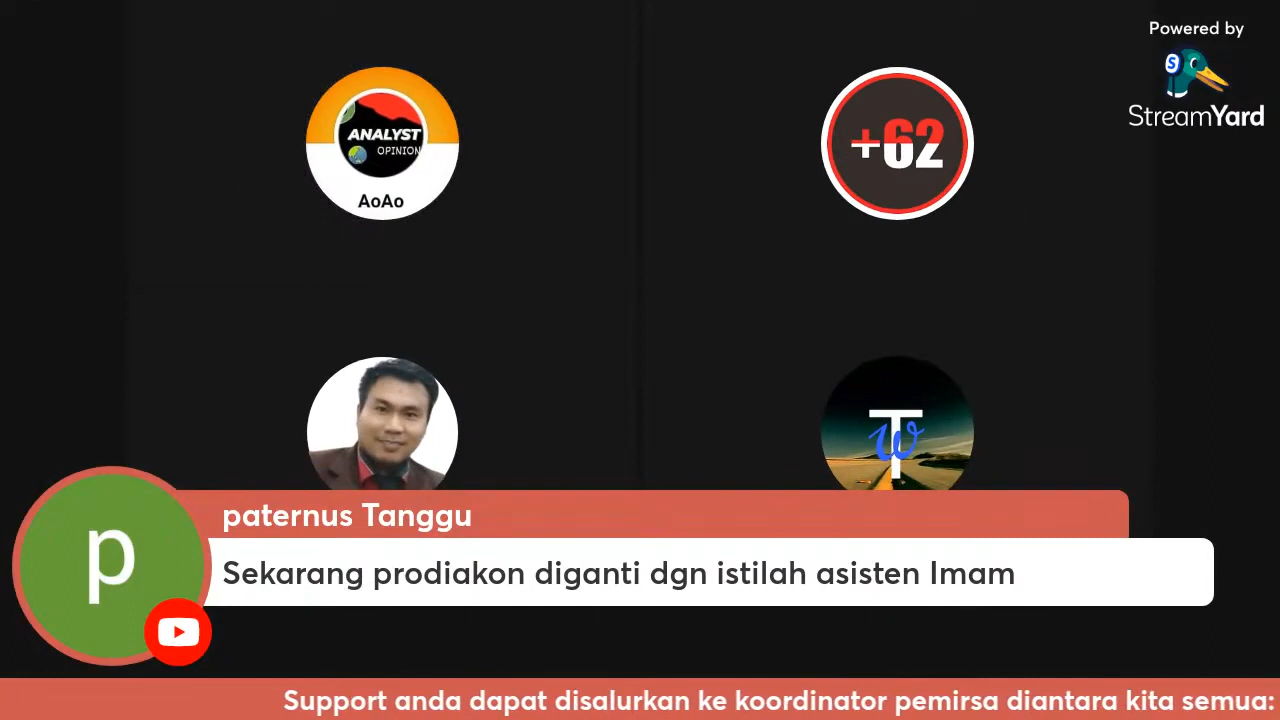 Powered by
StreamYard
ANALYST
OPINION
AoAo
+62
T
w
paternus Tanggu
Sekarang prodiakon diganti dgn istilah asisten Imam
p
Support anda dapat disalurkan ke koordinator pemirsa diantara kita semua: